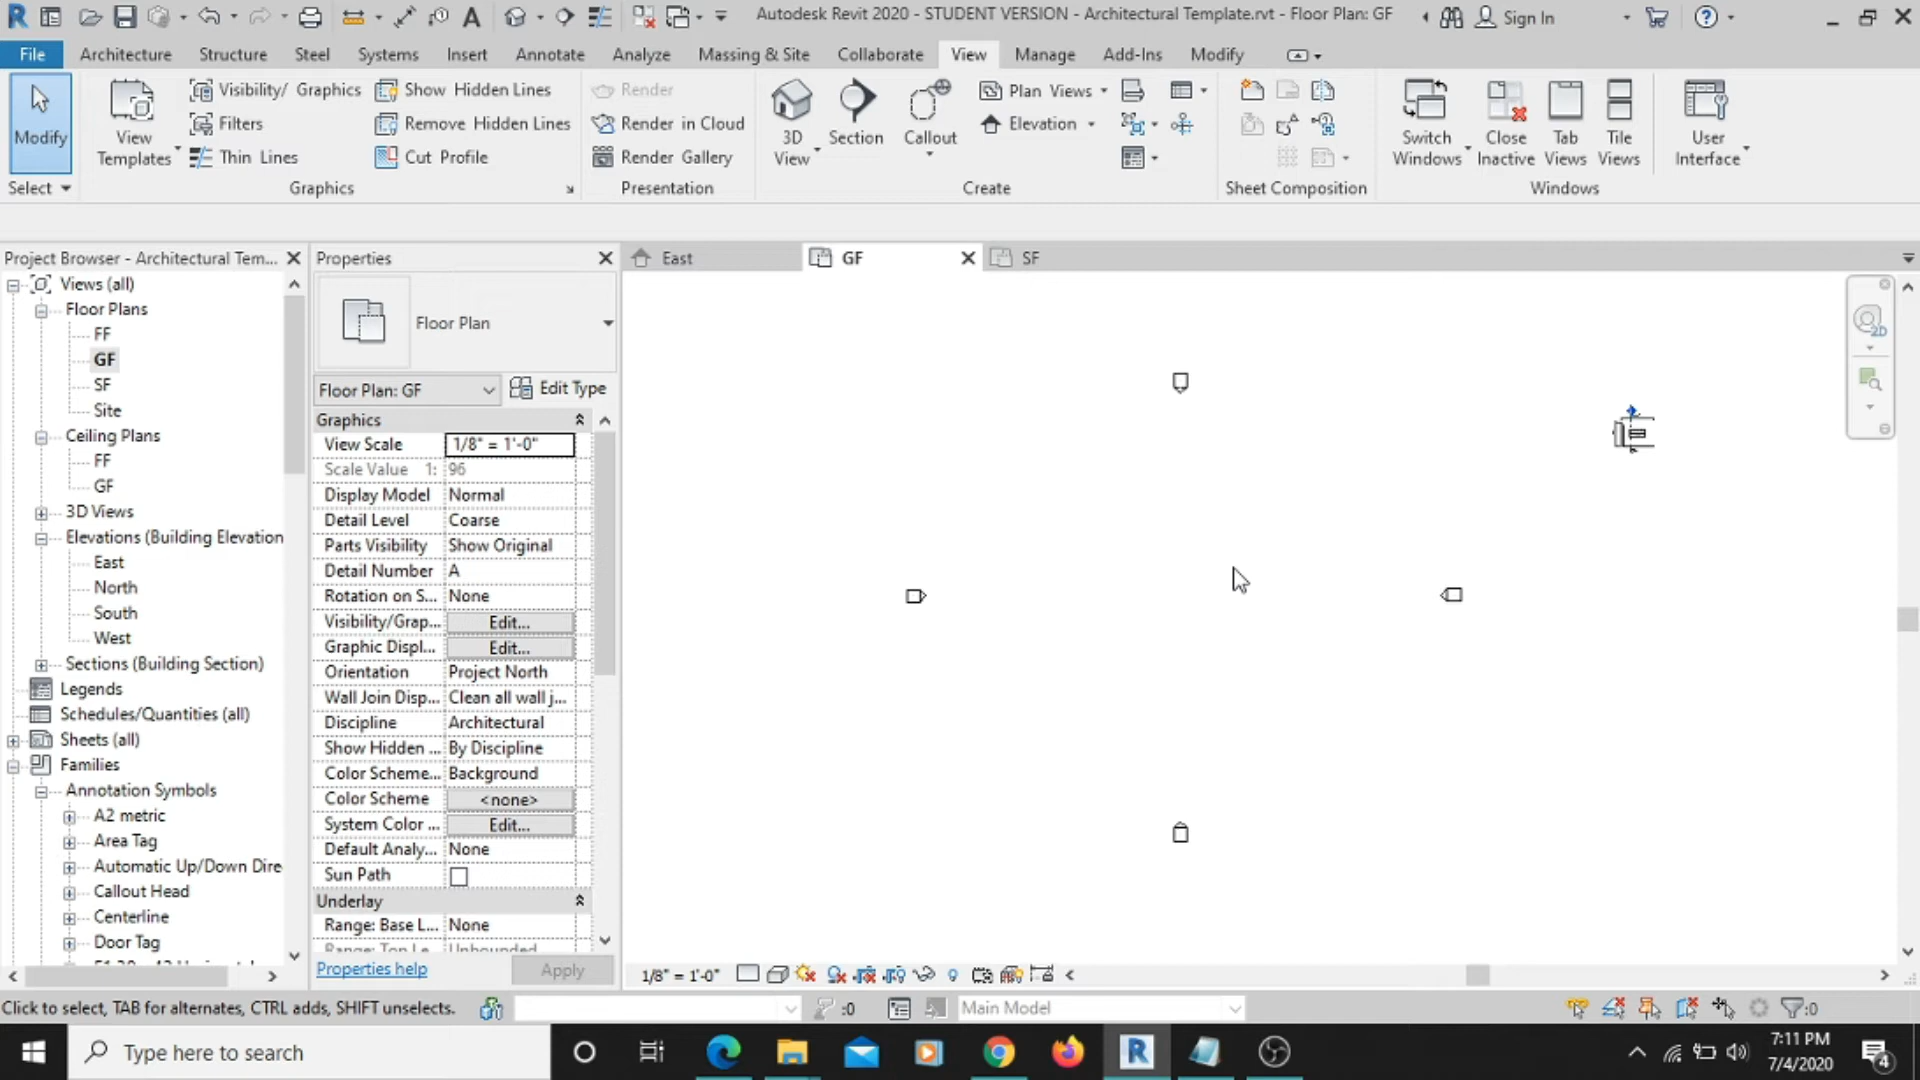 Autodesk Revit 2020 - STUDENT VERSION - Architectural Template.rvt - Floor Plan: GF
Sign In
File Architecture Structure Steel Systems Insert Annotate Analyze Massing & Site Collaborate View Manage Add-Ins Modify
Modify
View Templates
Visibility/ Graphics
Filters
Thin Lines
Show Hidden Lines
Remove Hidden Lines
Cut Profile
Render
Render in Cloud
Render Gallery
3D View
Section
Callout
Plan Views
Elevation
Switch Windows
Close Inactive
Tab Views
Tile Views
User Interface
Select
Graphics
Presentation
Create
Sheet Composition
Windows
Project Browser - Architectural Tem...
Views (all)
Floor Plans
FF
GF
SF
Site
Ceiling Plans
FF
GF
3D Views
Elevations (Building Elevation
East
North
South
West
Sections (Building Section)
Legends
Schedules/Quantities (all)
Sheets (all)
Families
Annotation Symbols
A2 metric
Area Tag
Automatic Up/Down Dire
Callout Head
Centerline
Door Tag
Properties
Floor Plan
Floor Plan: GF
Edit Type
Graphics
View Scale 1/8" = 1'-0"
Scale Value 1: 96
Display Model Normal
Detail Level Coarse
Parts Visibility Show Original
Detail Number A
Rotation on S... None
Visibility/Grap... Edit...
Graphic Displ... Edit...
Orientation Project North
Wall Join Disp... Clean all wall j...
Discipline Architectural
Show Hidden ... By Discipline
Color Scheme... Background
Color Scheme <none>
System Color ... Edit...
Default Analy... None
Sun Path
Underlay
Range: Base L... None
Properties help
Apply
East
GF
SF
2D
1/8" = 1'-0"
Click to select, TAB for alternates, CTRL adds, SHIFT unselects.
:0
Main Model
:0
Type here to search
7:11 PM
7/4/2020
4